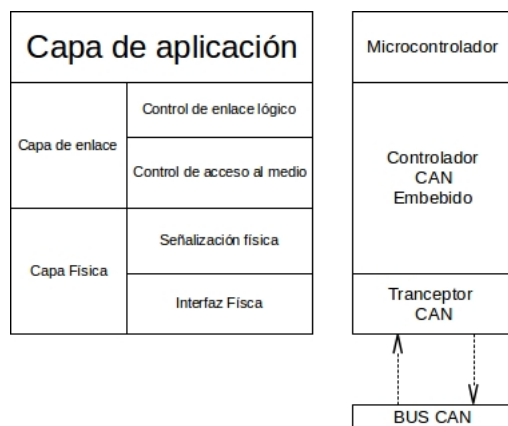 Capa de aplicación
Capa de enlace
Control de enlace lógico
Control de acceso al medio
Capa Física
Señalización física
Interfaz Físca
Microcontrolador
Controlador
CAN
Embebido
Tranceptor
CAN
BUS CAN